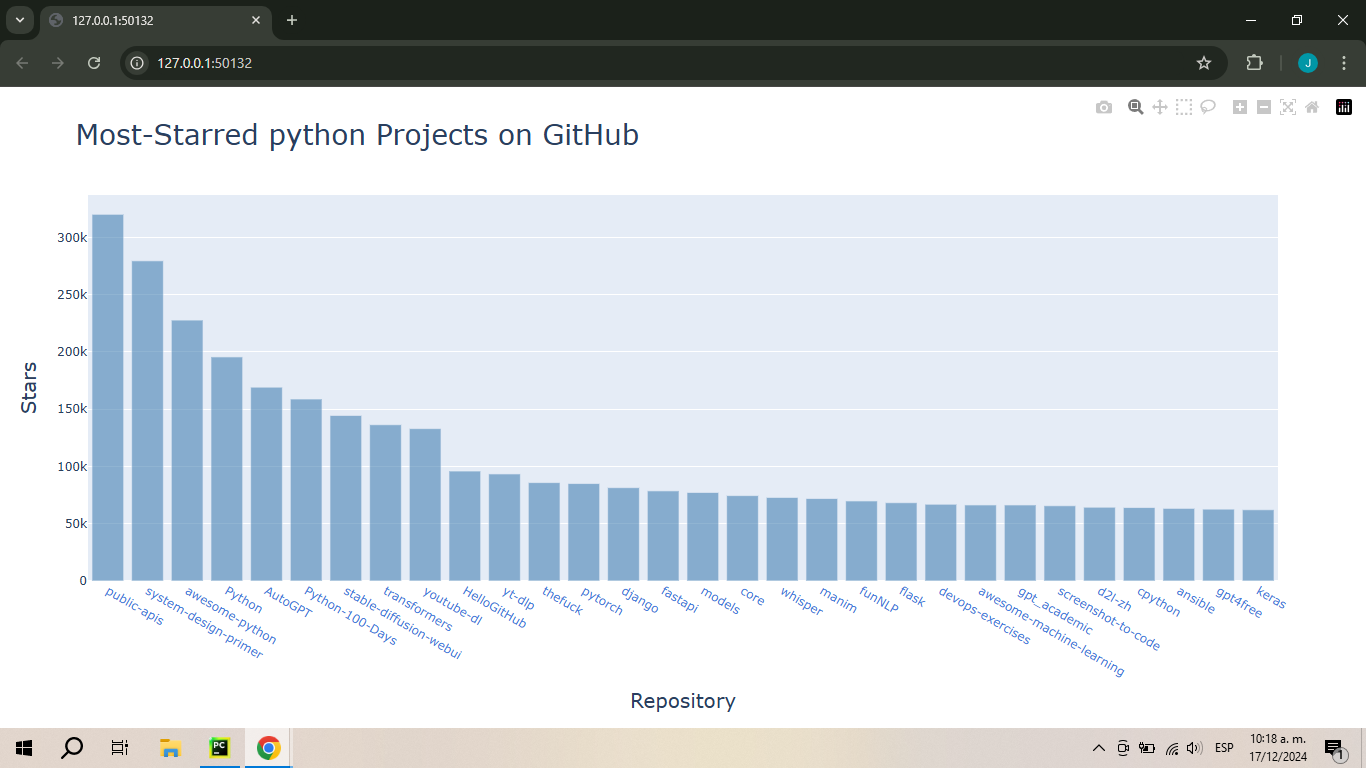 127.0.0.1:50132
127.0.0.1:50132
J
Most-Starred python Projects on GitHub
Stars
300k
250k
200k
150k
100k
50k
0
public-apis
system-design-primer
awesome-python
Python
AutoGPT
Python-100-Days
stable-diffusion-webui
transformers
youtube-dl
HelloGitHub
yt-dlp
thefuck
pytorch
django
fastapi
models
core
whisper
manim
funNLP
flask
devops-exercises
awesome-machine-learning
gpt_academic
screenshot-to-code
d2l-zh
cpython
ansible
gpt4free
keras
Repository
PC
ESP
10:18 a. m.
17/12/2024
1